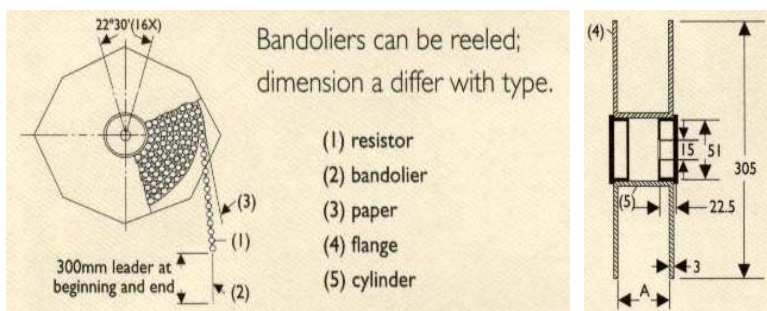 22°30'(16X)
Bandoliers can be reeled;
dimension a differ with type.
(1) resistor
(2) bandolier
(3) paper
(4) flange
(5) cylinder
(3)
(1)
300mm leader at
beginning and end
(2)
(4)
15
51
305
(5)
22.5
3
A